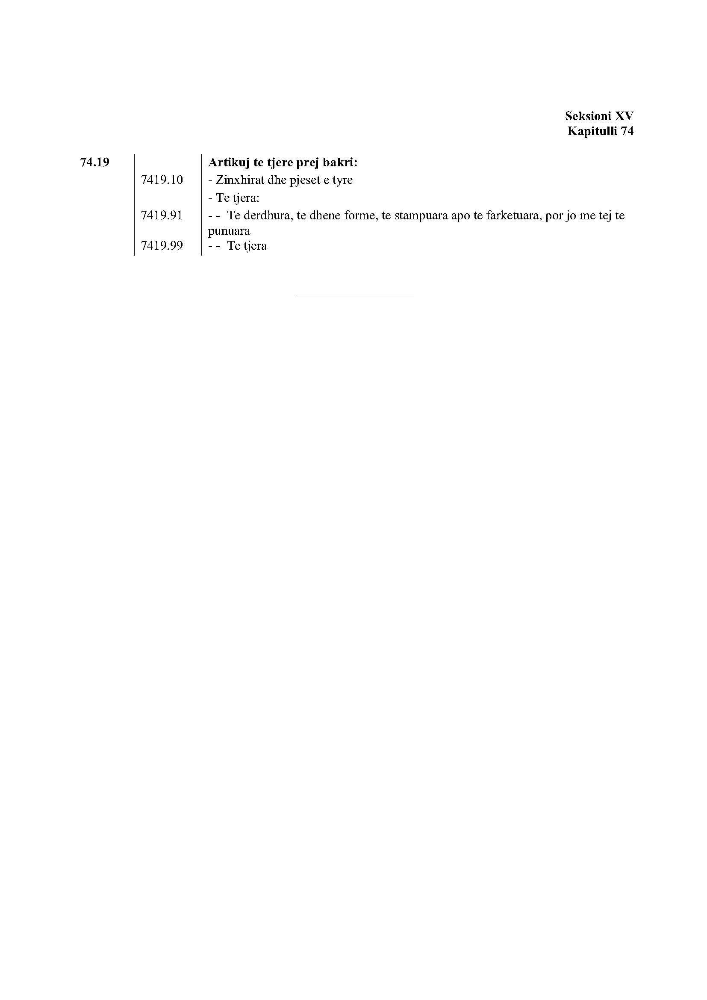 Seksioni XV
Kapitulli 74
74.19 Artikuj te tjere prej bakri:
7419.10 - Zinxhirat dhe pjeset e tyre
- Te tjera:
7419.91 - - Te derdhura, te dhene forme, te stampuara apo te farketuara, por jo me tej te
punuara
7419.99 - - Te tjera